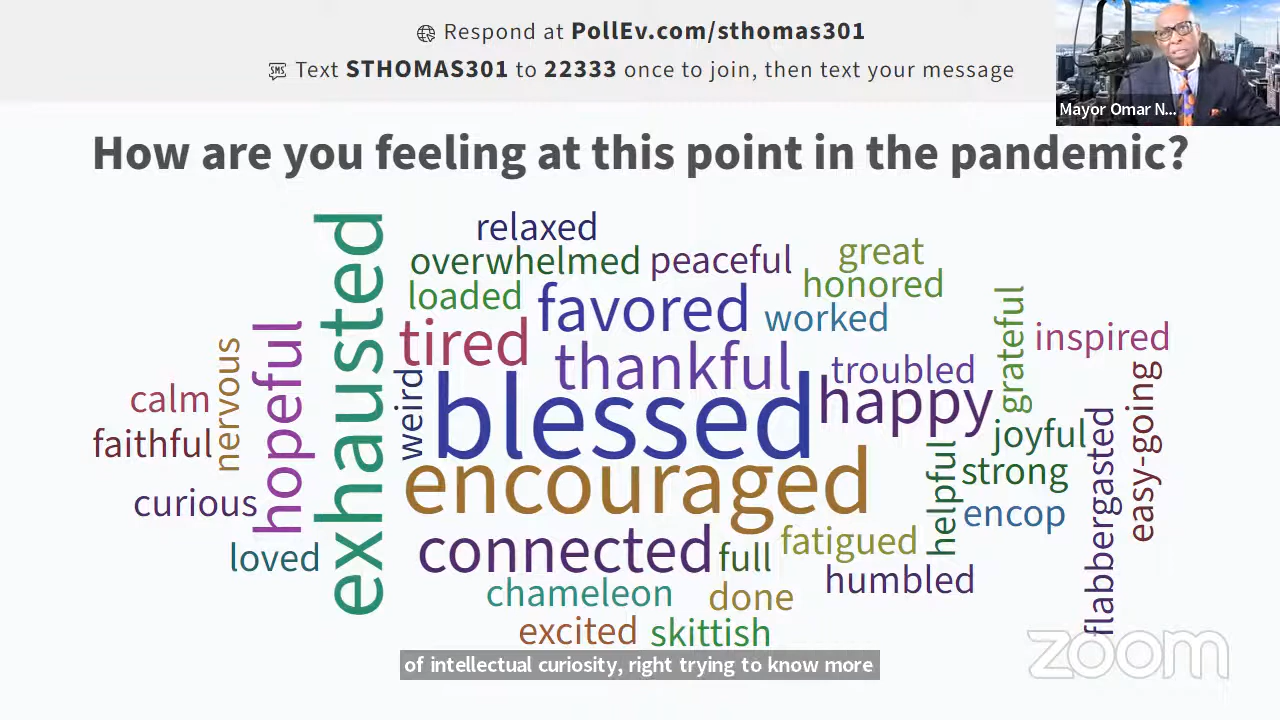 Respond at PollEv.com/sthomas301
SMS Text STHOMAS301 to 22333 once to join, then text your message
Mayor Omar N...
How are you feeling at this point in the pandemic?
relaxed
overwhelmed
peaceful
great
honored
loaded
favored
worked
grateful
inspired
exhausted
tired
thankful
troubled
hopeful
nervous
calm
weird
blessed
happy
easy-going
faithful
joyful
flabbergasted
encouraged
helpful
strong
curious
encop
connected
full
fatigued
loved
humbled
chameleon
done
excited
skittish
of intellectual curiosity, right trying to know more
zoom